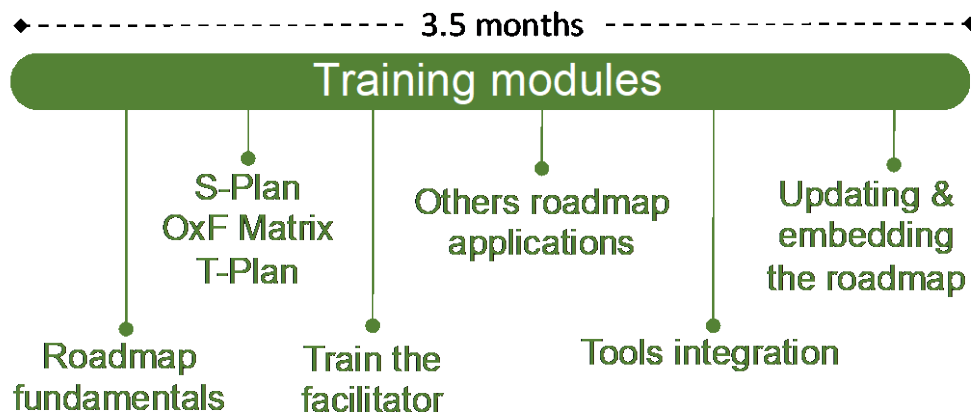 3.5 months
Training modules
S-Plan
OxF Matrix
T-Plan
Others roadmap
applications
Updating &
embedding
the roadmap
Roadmap
fundamentals
Train the
facilitator
Tools integration